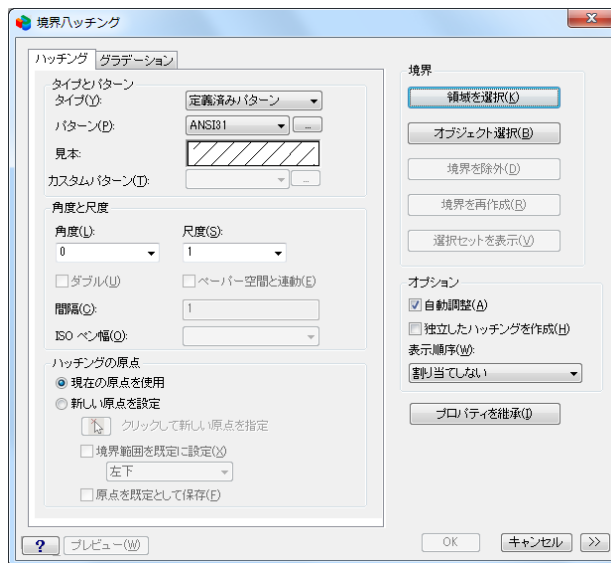 境界ハッチング
ハッチング グラデーション
タイプとパターン
タイプ(Y): 定義済みパターン
パターン(P): ANSI31 ...
見本:
カスタムパターン(T): ...
角度と尺度
角度(L): 尺度(S):
0 1
ダブル(U) ペーパー空間と連動(E)
間隔(C): 1
ISO ペン幅(O):
ハッチングの原点
現在の原点を使用
新しい原点を設定
クリックして新しい原点を指定
境界範囲を既定に設定(X)
左下
原点を既定として保存(F)
境界
領域を選択(K)
オブジェクト選択(B)
境界を除外(D)
境界を再作成(R)
選択セットを表示(V)
オプション
自動調整(A)
独立したハッチングを作成(H)
表示順序(W):
割り当てしない
プロパティを継承(I)
? プレビュー(W) OK キャンセル >>